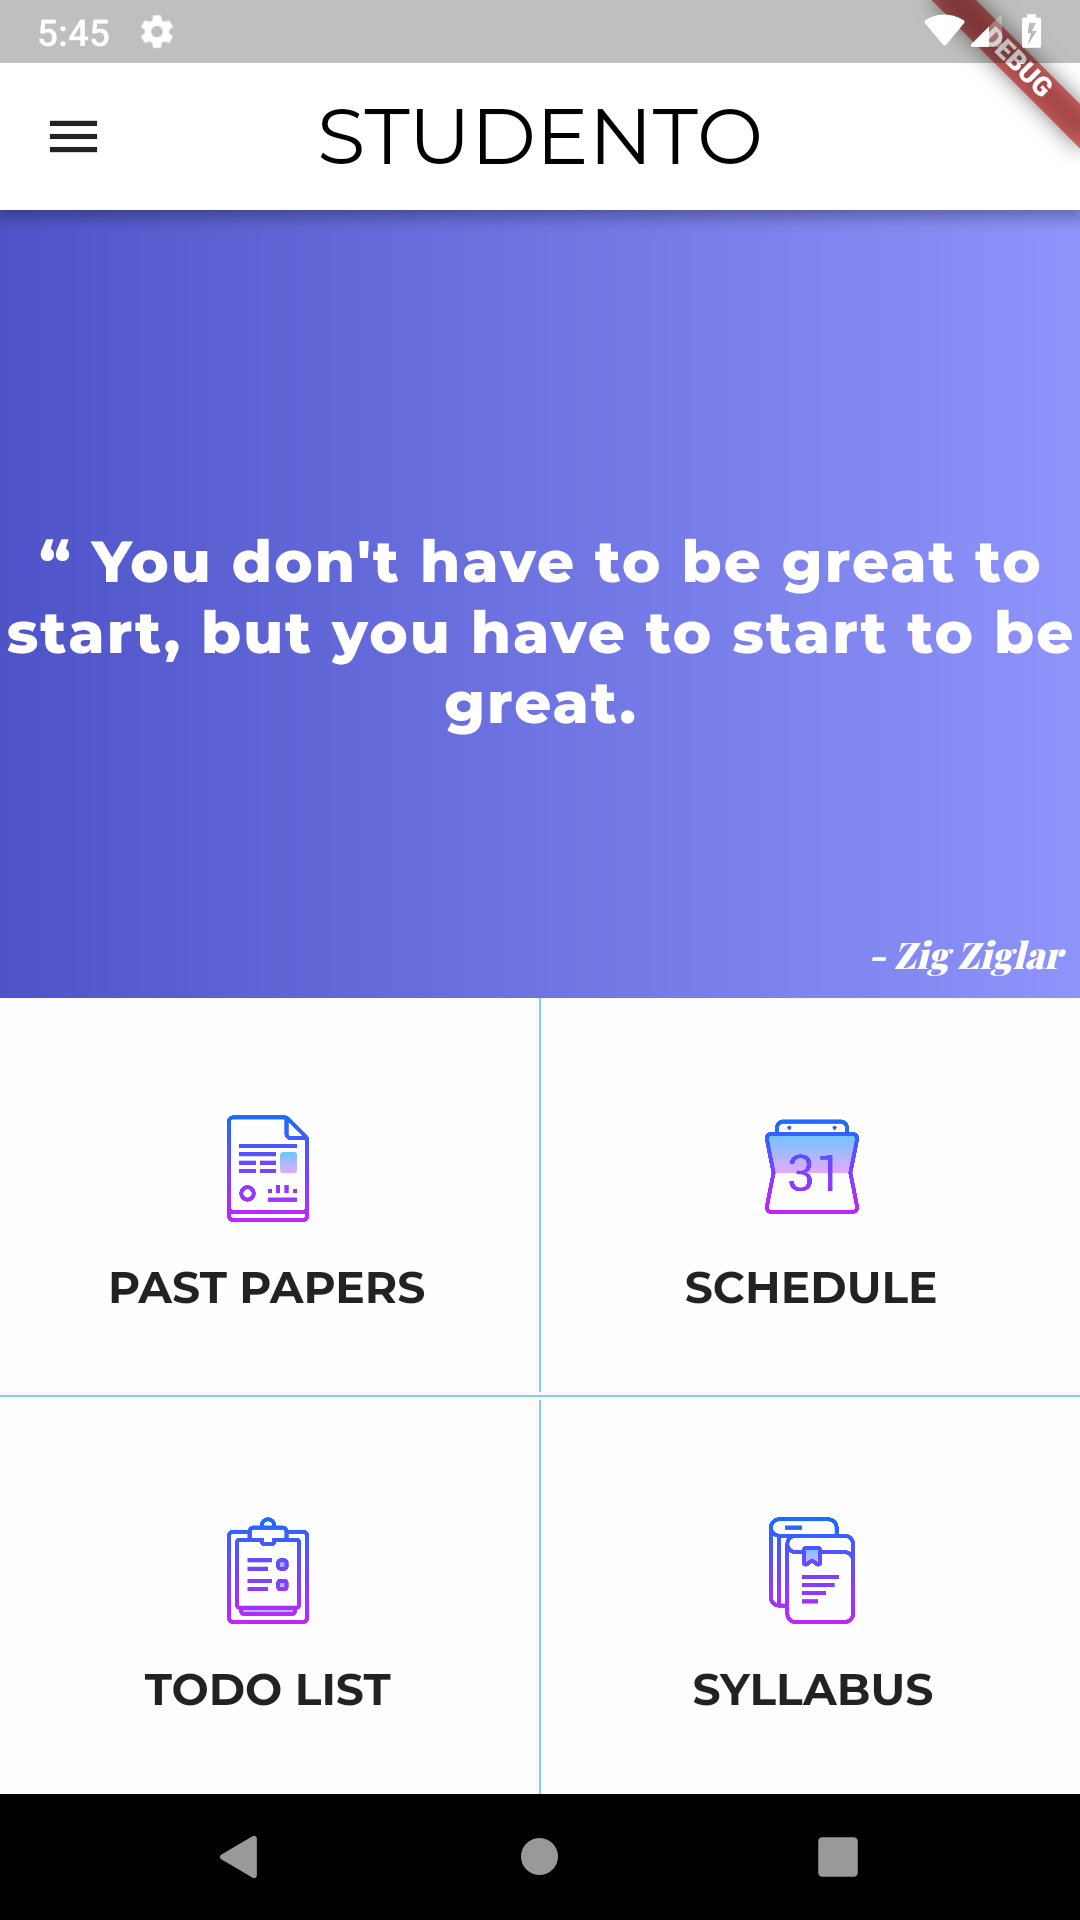 5:45
DEBUG
STUDENTO
“ You don't have to be great to
start, but you have to start to be
great.
- Zig Ziglar
31
PAST PAPERS
SCHEDULE
TODO LIST
SYLLABUS